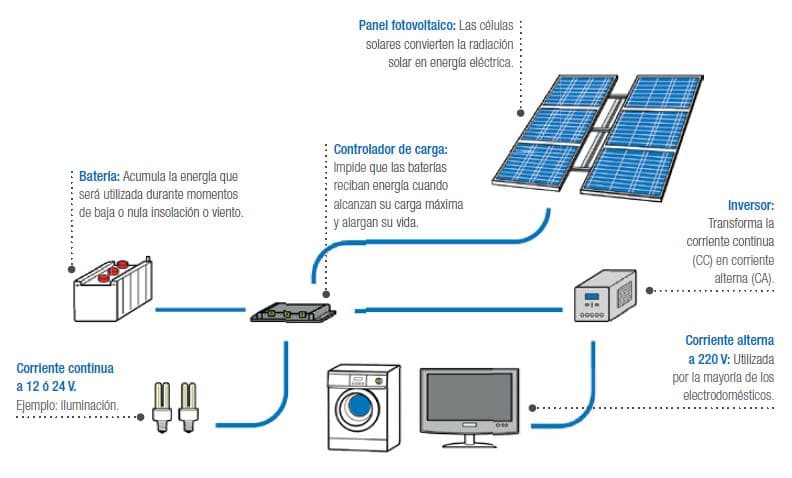 Panel fotovoltaico: Las células
solares convierten la radiación
solar en energía eléctrica.
Controlador de carga:
Impide que las baterías
reciban energía cuando
alcanzan su carga máxima
y alargan su vida.
Batería: Acumula la energía que
será utilizada durante momentos
de baja o nula insolación o viento.
Inversor:
Transforma la
corriente continua
(CC) en corriente
alterna (CA).
Corriente continua
a 12 ó 24 V.
Ejemplo: iluminación.
Corriente alterna
a 220 V: Utilizada
por la mayoría de los
electrodomésticos.